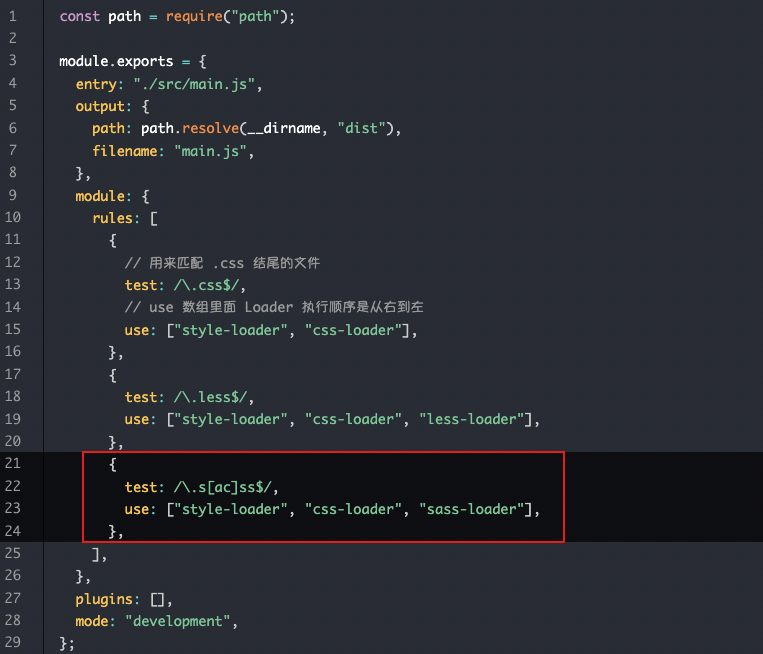 1 const path = require("path");
2
3 module.exports = {
4   entry: "./src/main.js",
5   output: {
6     path: path.resolve(__dirname, "dist"),
7     filename: "main.js",
8   },
9   module: {
10     rules: [
11       {
12         // 用来匹配 .css 结尾的文件
13         test: /\.css$/,
14         // use 数组里面 Loader 执行顺序是从右到左
15         use: ["style-loader", "css-loader"],
16       },
17       {
18         test: /\.less$/,
19         use: ["style-loader", "css-loader", "less-loader"],
20       },
21       {
22         test: /\.s[ac]ss$/,
23         use: ["style-loader", "css-loader", "sass-loader"],
24       },
25     ],
26   },
27   plugins: [],
28   mode: "development",
29 };